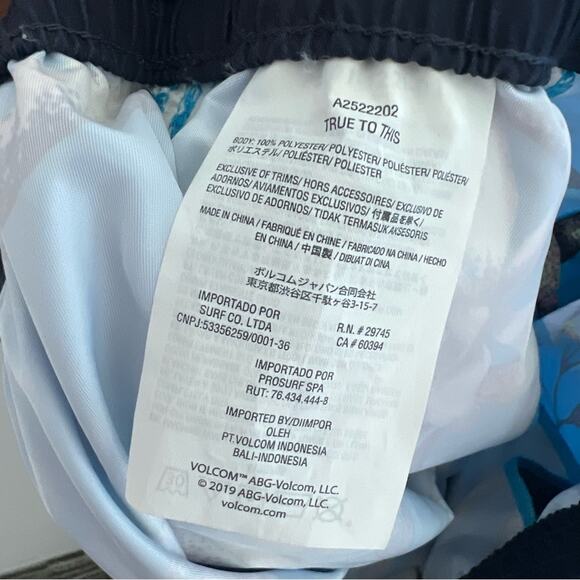 A2522202
TRUE TO THIS
BODY: 100% POLYESTER/ POLYESTER/ POLIÉSTER/ POLIÉSTER/
ポリエステル/ POLIÉSTER/ POLIESTER
EXCLUSIVE OF TRIMS/ HORS ACCESSOIRES/ EXCLUSIVO DE
ADORNOS/ AVIAMENTOS EXCLUSIVOS/ 付属品を除く/
EXCLUSIVO DE ADORNOS/ TIDAK TERMASUK AKSESORIS
MADE IN CHINA / FABRIQUÉ EN CHINE / FABRICADO NA CHINA / HECHO
EN CHINA / 中国製 / DIBUAT DI CINA
ボルコムジャパン合同会社
東京都渋谷区千駄ヶ谷3-15-7
IMPORTADO POR
SURF CO. LTDA
CNPJ:53356259/0001-36
R.N. # 29745
CA # 60394
IMPORTADO POR
PROSURF SPA
RUT: 76.434.444-8
IMPORTED BY/DIIMPOR
OLEH
PT.VOLCOM INDONESIA
BALI-INDONESIA
VOLCOM™ ABG-Volcom, LLC.
© 2019 ABG-Volcom, LLC.
volcom.com